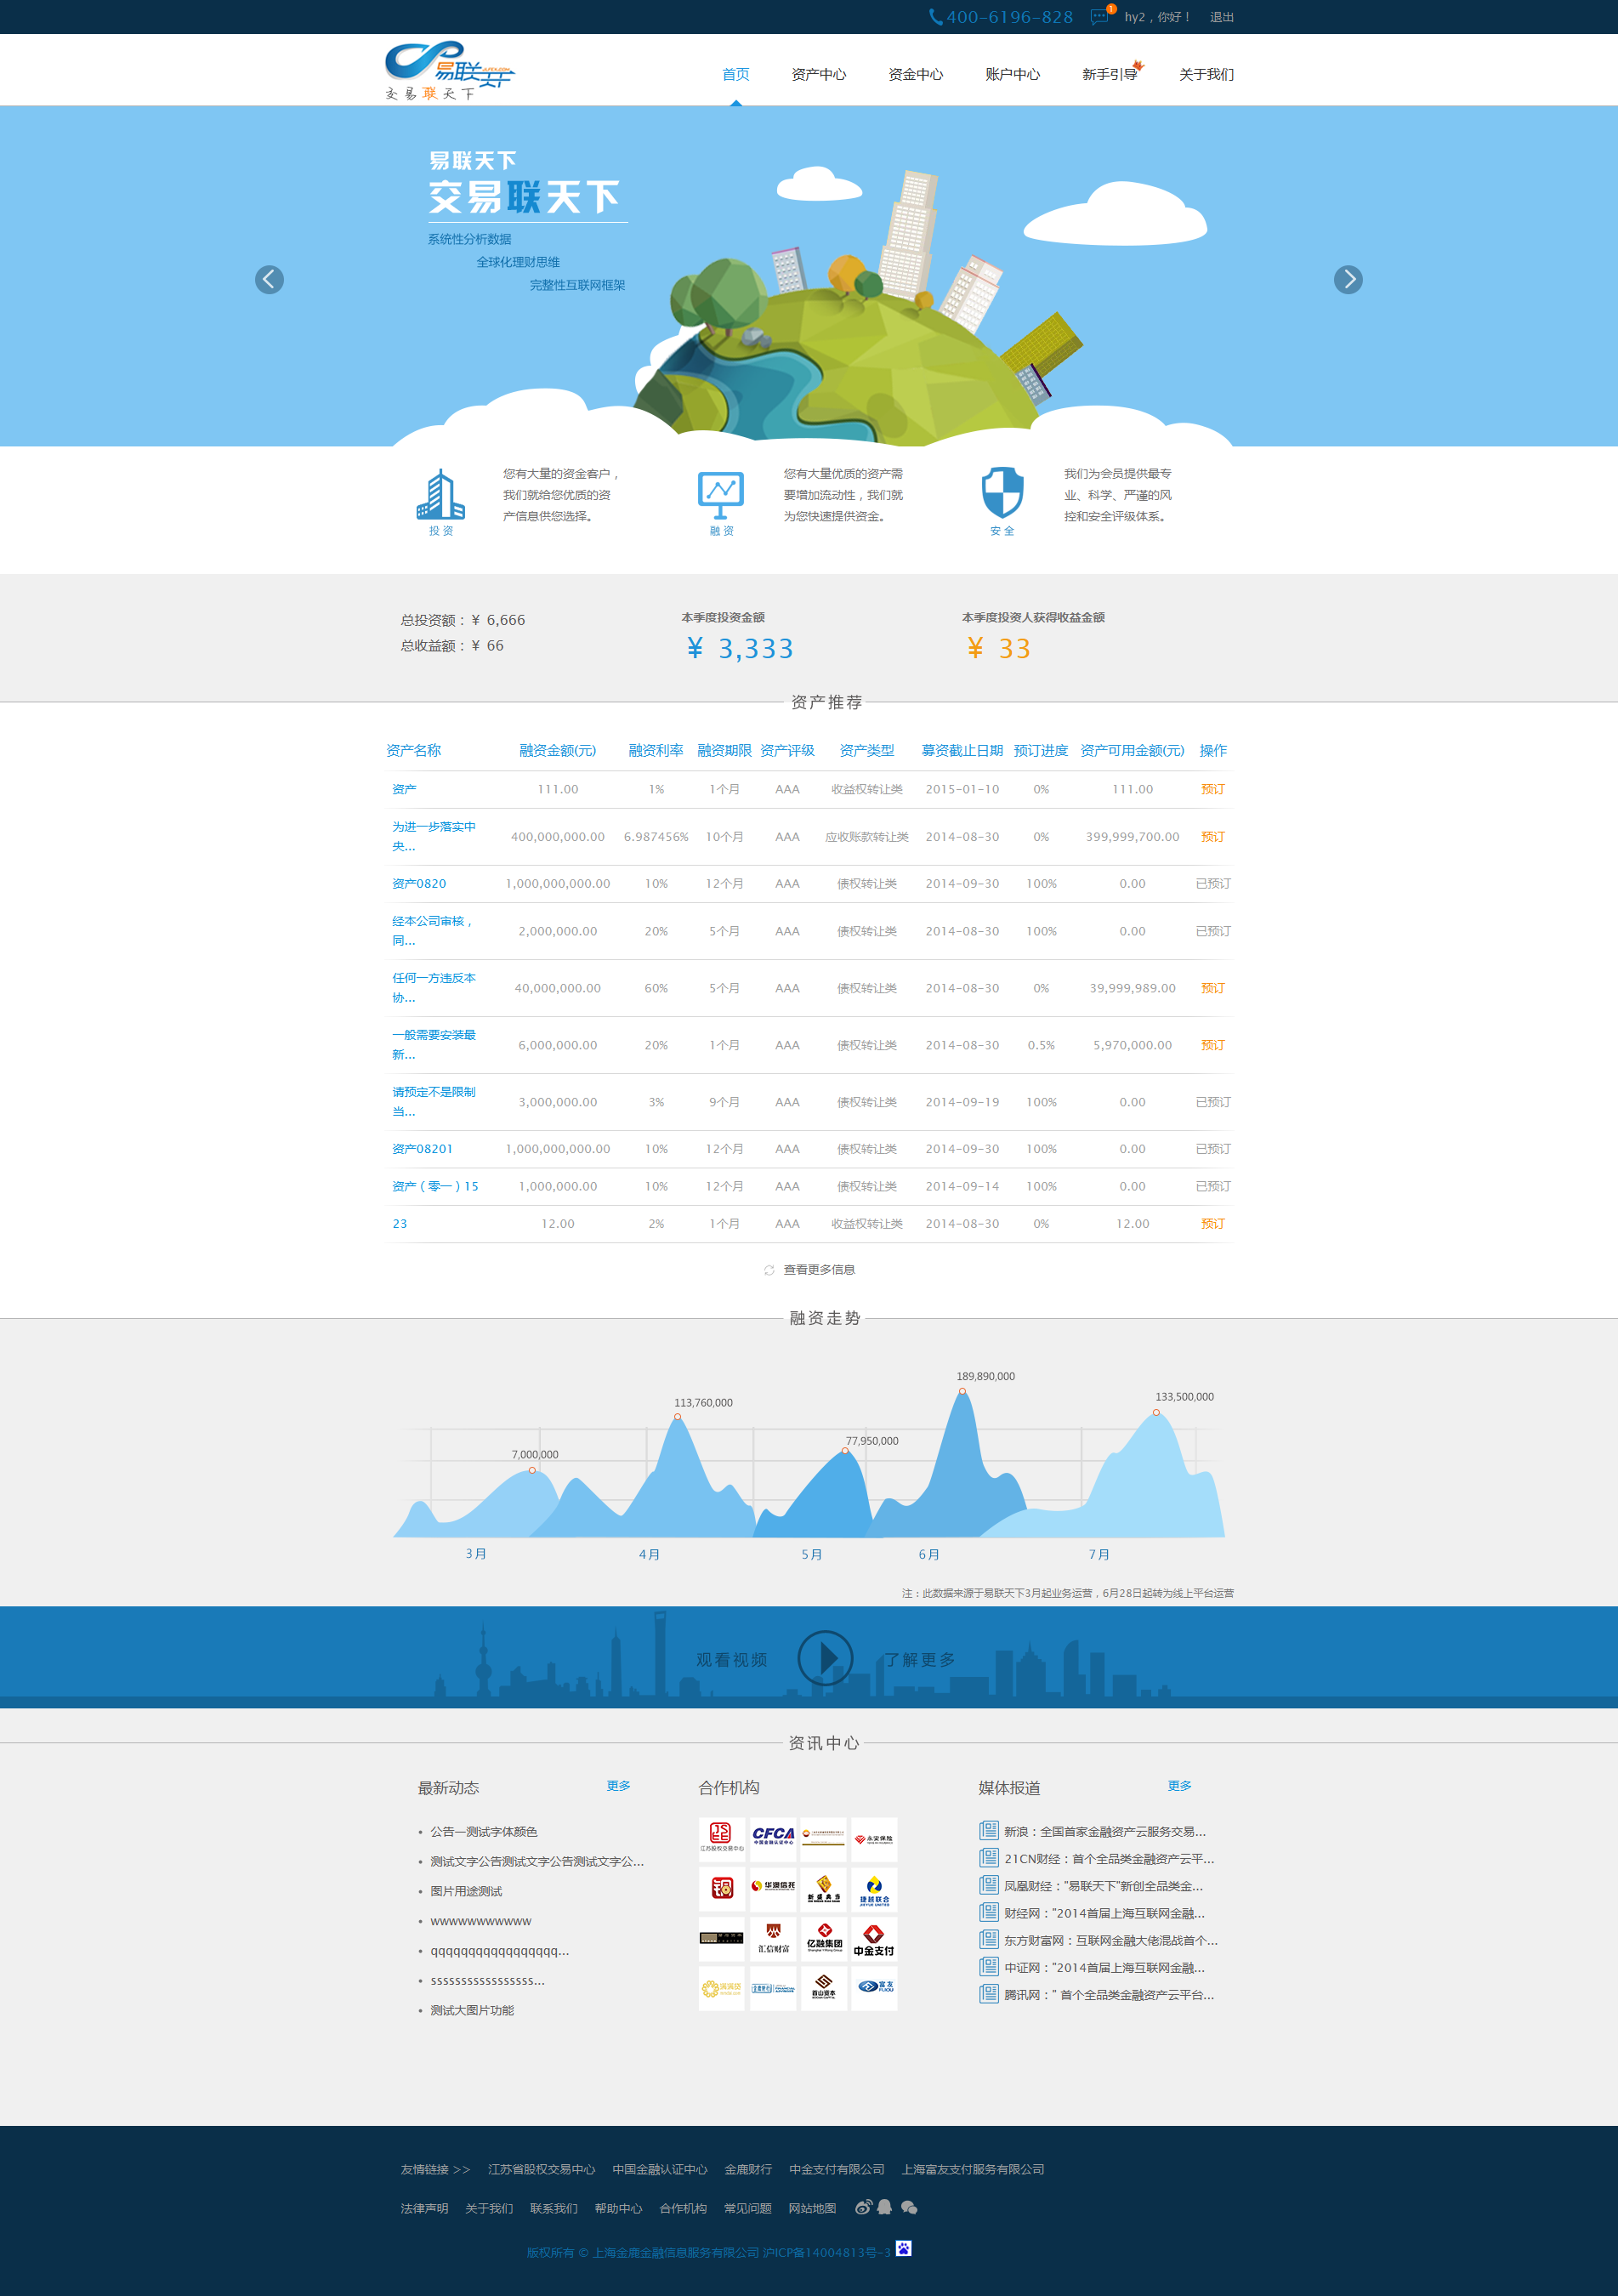 400-6196-828
1
hy2，你好！
退出
易联天下
交易联天下
首页
资产中心
资金中心
账户中心
新手引导
关于我们
易联天下
交易联天下
系统性分析数据
全球化理财思维
完整性互联网框架
投 资
您有大量的资金客户，
我们就给您优质的资
产信息供您选择。
融 资
您有大量优质的资产需
要增加流动性，我们就
为您快速提供资金。
安 全
我们为会员提供最专
业、科学、严谨的风
控和安全评级体系。
总投资额：¥ 6,666
总收益额：¥ 66
本季度投资金额
¥ 3,333
本季度投资人获得收益金额
¥ 33
资产推荐
资产名称 融资金额(元) 融资利率 融资期限 资产评级 资产类型 募资截止日期 预订进度 资产可用金额(元) 操作
资产 111.00 1% 1个月 AAA 收益权转让类 2015-01-10 0% 111.00 预订
为进一步落实中
央... 400,000,000.00 6.987456% 10个月 AAA 应收账款转让类 2014-08-30 0% 399,999,700.00 预订
资产0820 1,000,000,000.00 10% 12个月 AAA 债权转让类 2014-09-30 100% 0.00 已预订
经本公司审核，
同... 2,000,000.00 20% 5个月 AAA 债权转让类 2014-08-30 100% 0.00 已预订
任何一方违反本
协... 40,000,000.00 60% 5个月 AAA 债权转让类 2014-08-30 0% 39,999,989.00 预订
一般需要安装最
新... 6,000,000.00 20% 1个月 AAA 债权转让类 2014-08-30 0.5% 5,970,000.00 预订
请预定不是限制
当... 3,000,000.00 3% 9个月 AAA 债权转让类 2014-09-19 100% 0.00 已预订
资产08201 1,000,000,000.00 10% 12个月 AAA 债权转让类 2014-09-30 100% 0.00 已预订
资产（零一）15 1,000,000.00 10% 12个月 AAA 债权转让类 2014-09-14 100% 0.00 已预订
23 12.00 2% 1个月 AAA 收益权转让类 2014-08-30 0% 12.00 预订
查看更多信息
融资走势
7,000,000
113,760,000
77,950,000
189,890,000
133,500,000
3月
4月
5月
6月
7月
注：此数据来源于易联天下3月起业务运营，6月28日起转为线上平台运营
观看视频
了解更多
资讯中心
最新动态 更多
公告一测试字体颜色
测试文字公告测试文字公告测试文字公...
图片用途测试
wwwwwwwwwww
qqqqqqqqqqqqqqqqq...
sssssssssssssssss...
测试大图片功能
合作机构
江苏股权交易中心
CFCA
中国金融认证中心
永安保险
华澳信托
新盛典当
捷越联合
JIEYUE UNITED
汇信财富
亿融集团
中金支付
首山资本
富友
FUIOU
媒体报道 更多
新浪：全国首家金融资产云服务交易...
21CN财经：首个全品类金融资产云平...
凤凰财经："易联天下"新创全品类金...
财经网："2014首届上海互联网金融...
东方财富网：互联网金融大佬混战首个...
中证网："2014首届上海互联网金融...
腾讯网：" 首个全品类金融资产云平台...
友情链接 >> 江苏省股权交易中心 中国金融认证中心 金鹿财行 中金支付有限公司 上海富友支付服务有限公司
法律声明 关于我们 联系我们 帮助中心 合作机构 常见问题 网站地图
版权所有 © 上海金鹿金融信息服务有限公司 沪ICP备14004813号-3